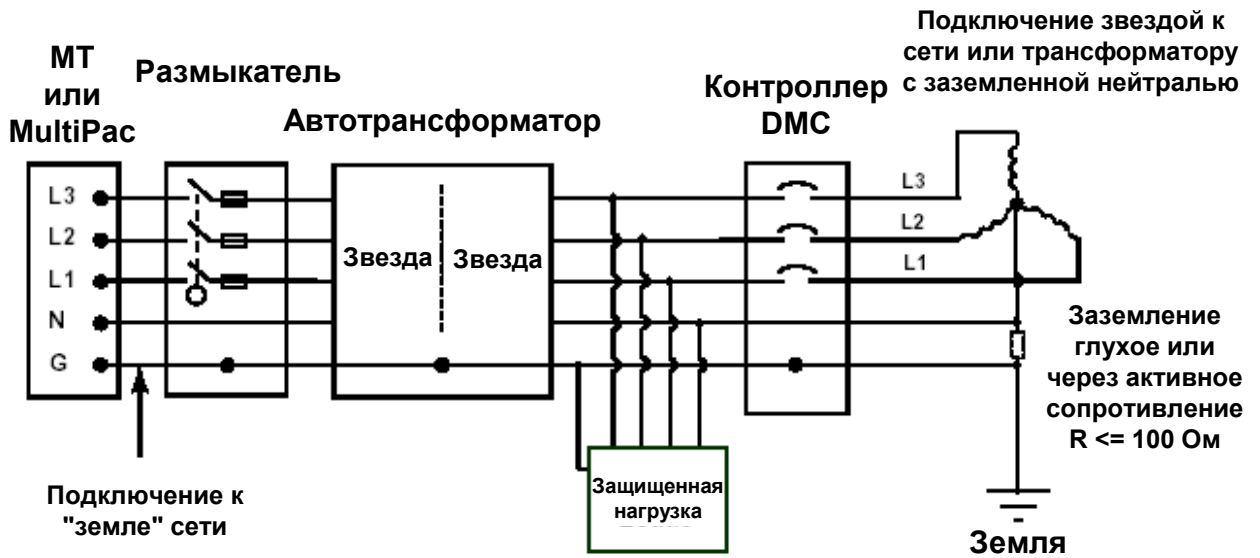 Подключение звездой к
сети или трансформатору
с заземленной нейтралью
МТ
или
MultiPac
Размыкатель
Автотрансформатор
Контроллер
DMC
L3
L2
L1
N
G
Звезда
Звезда
L3
L2
L1
Заземление
глухое или
через активное
сопротивление
R <= 100 Ом
Подключение к
"земле" сети
Защищенная
нагрузка
Земля